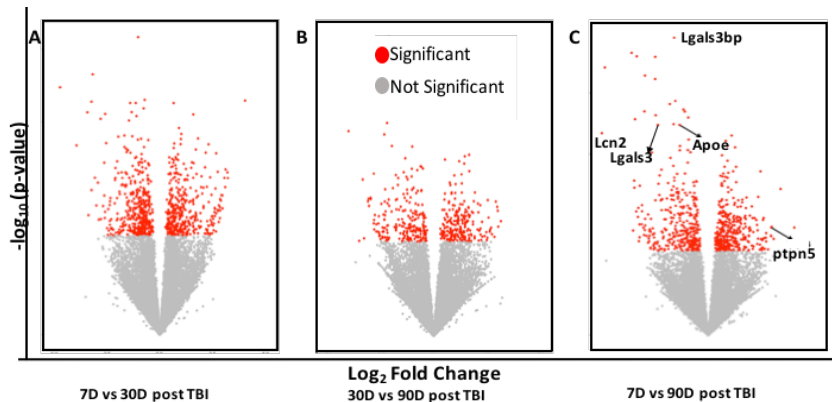 A
B
C
Significant
Not Significant
Lgals3bp
Lcn2
Lgals3
Apoe
ptpn5
-log₁₀ (p-value)
Log₂ Fold Change
7D vs 30D post TBI
30D vs 90D post TBI
7D vs 90D post TBI